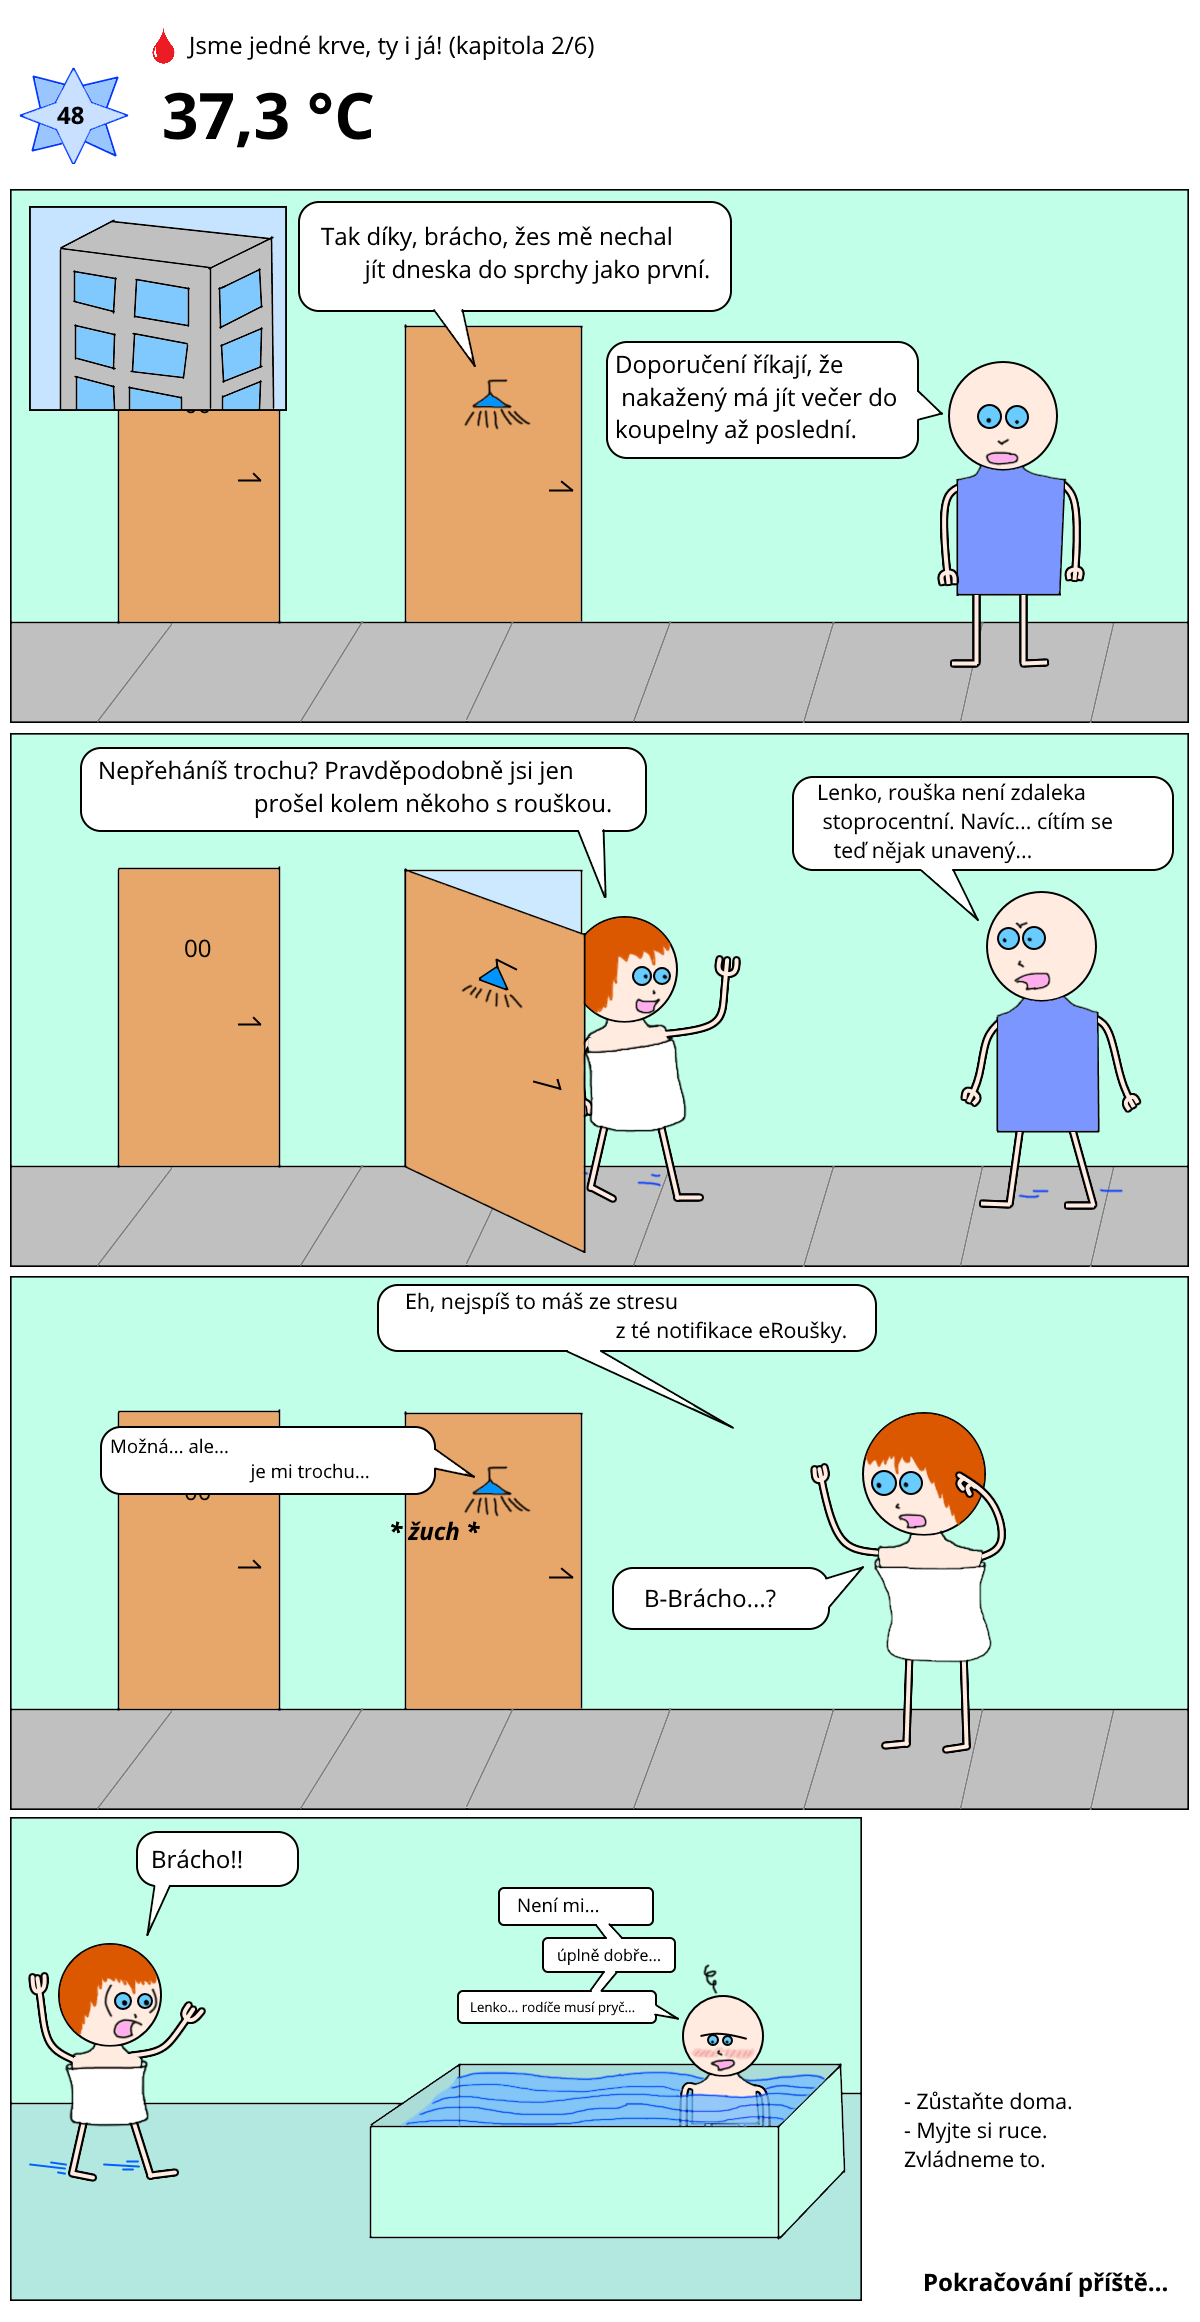 Jsme jedné krve, ty i já! (kapitola 2/6)
48
37,3 °C
Tak díky, brácho, žes mě nechal
jít dneska do sprchy jako první.
Doporučení říkají, že
nakažený má jít večer do
koupelny až poslední.
Nepřeháníš trochu? Pravděpodobně jsi jen
prošel kolem někoho s rouškou.
Lenko, rouška není zdaleka
stoprocentní. Navíc... cítím se
teď nějak unavený...
00
Eh, nejspíš to máš ze stresu
z té notifikace eRoušky.
Možná... ale...
je mi trochu...
00
* žuch *
B-Brácho...?
Brácho!!
Není mi...
úplně dobře...
Lenko... rodíče musí pryč...
- Zůstaňte doma.
- Myjte si ruce.
Zvládneme to.
Pokračování příště...